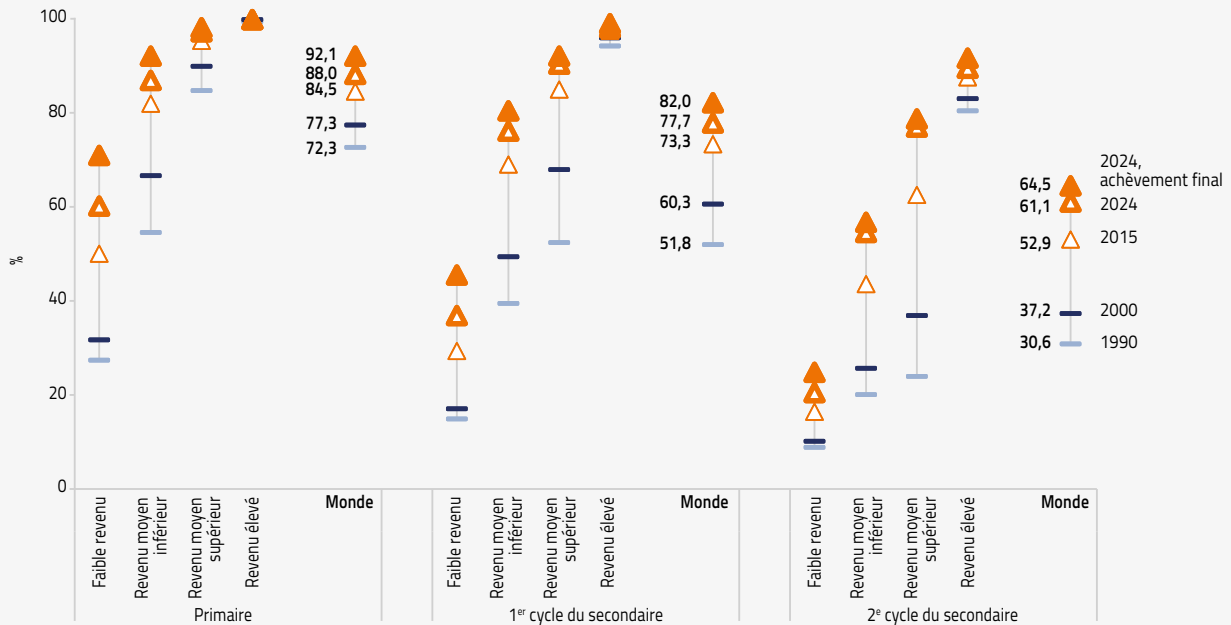 100
80
60
40
20
0
%
92,1
88,0
84,5
77,3
72,3
82,0
77,7
73,3
60,3
51,8
64,5
61,1
52,9
37,2
30,6
2024,
achèvement final
2024
2015
2000
1990
Faible revenu
Revenu moyen
inférieur
Revenu moyen
supérieur
Revenu élevé
Monde
Primaire
Faible revenu
Revenu moyen
inférieur
Revenu moyen
supérieur
Revenu élevé
Monde
1er cycle du secondaire
Faible revenu
Revenu moyen
inférieur
Revenu moyen
supérieur
Revenu élevé
Monde
2e cycle du secondaire